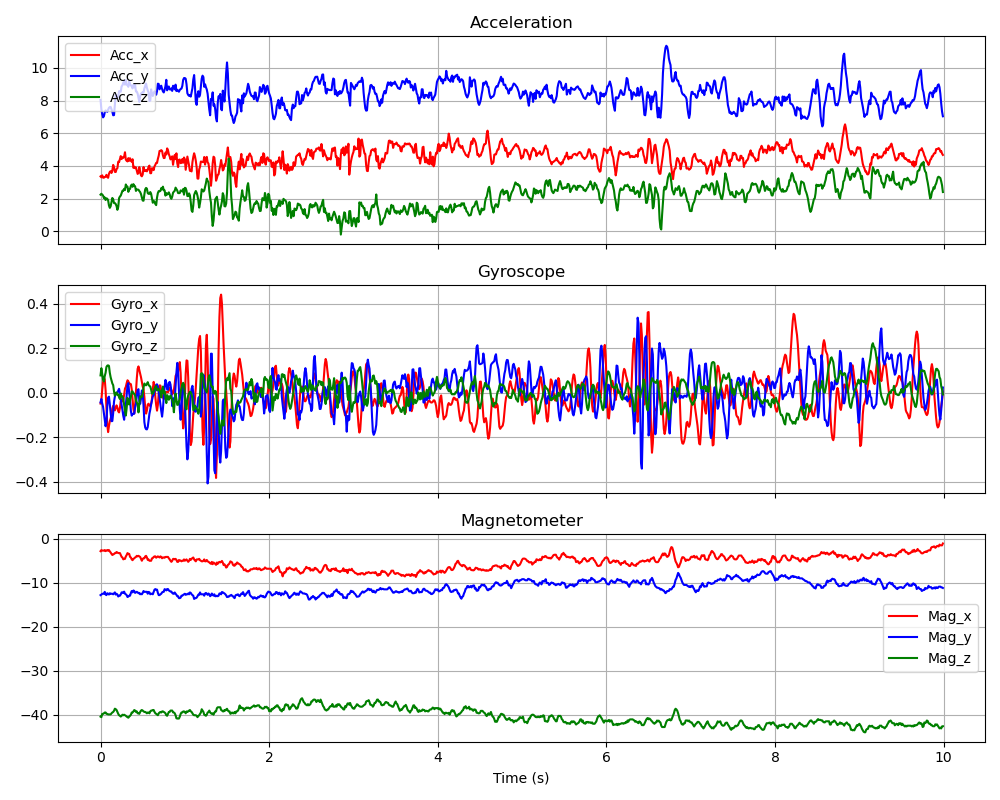 Acceleration
Acc_x
Acc_y
Acc_z
10
8
6
4
2
0
Gyroscope
Gyro_x
Gyro_y
Gyro_z
0.4
0.2
0.0
−0.2
−0.4
Magnetometer
0
−10
−20
−30
−40
Mag_x
Mag_y
Mag_z
0 2 4 6 8 10
Time (s)